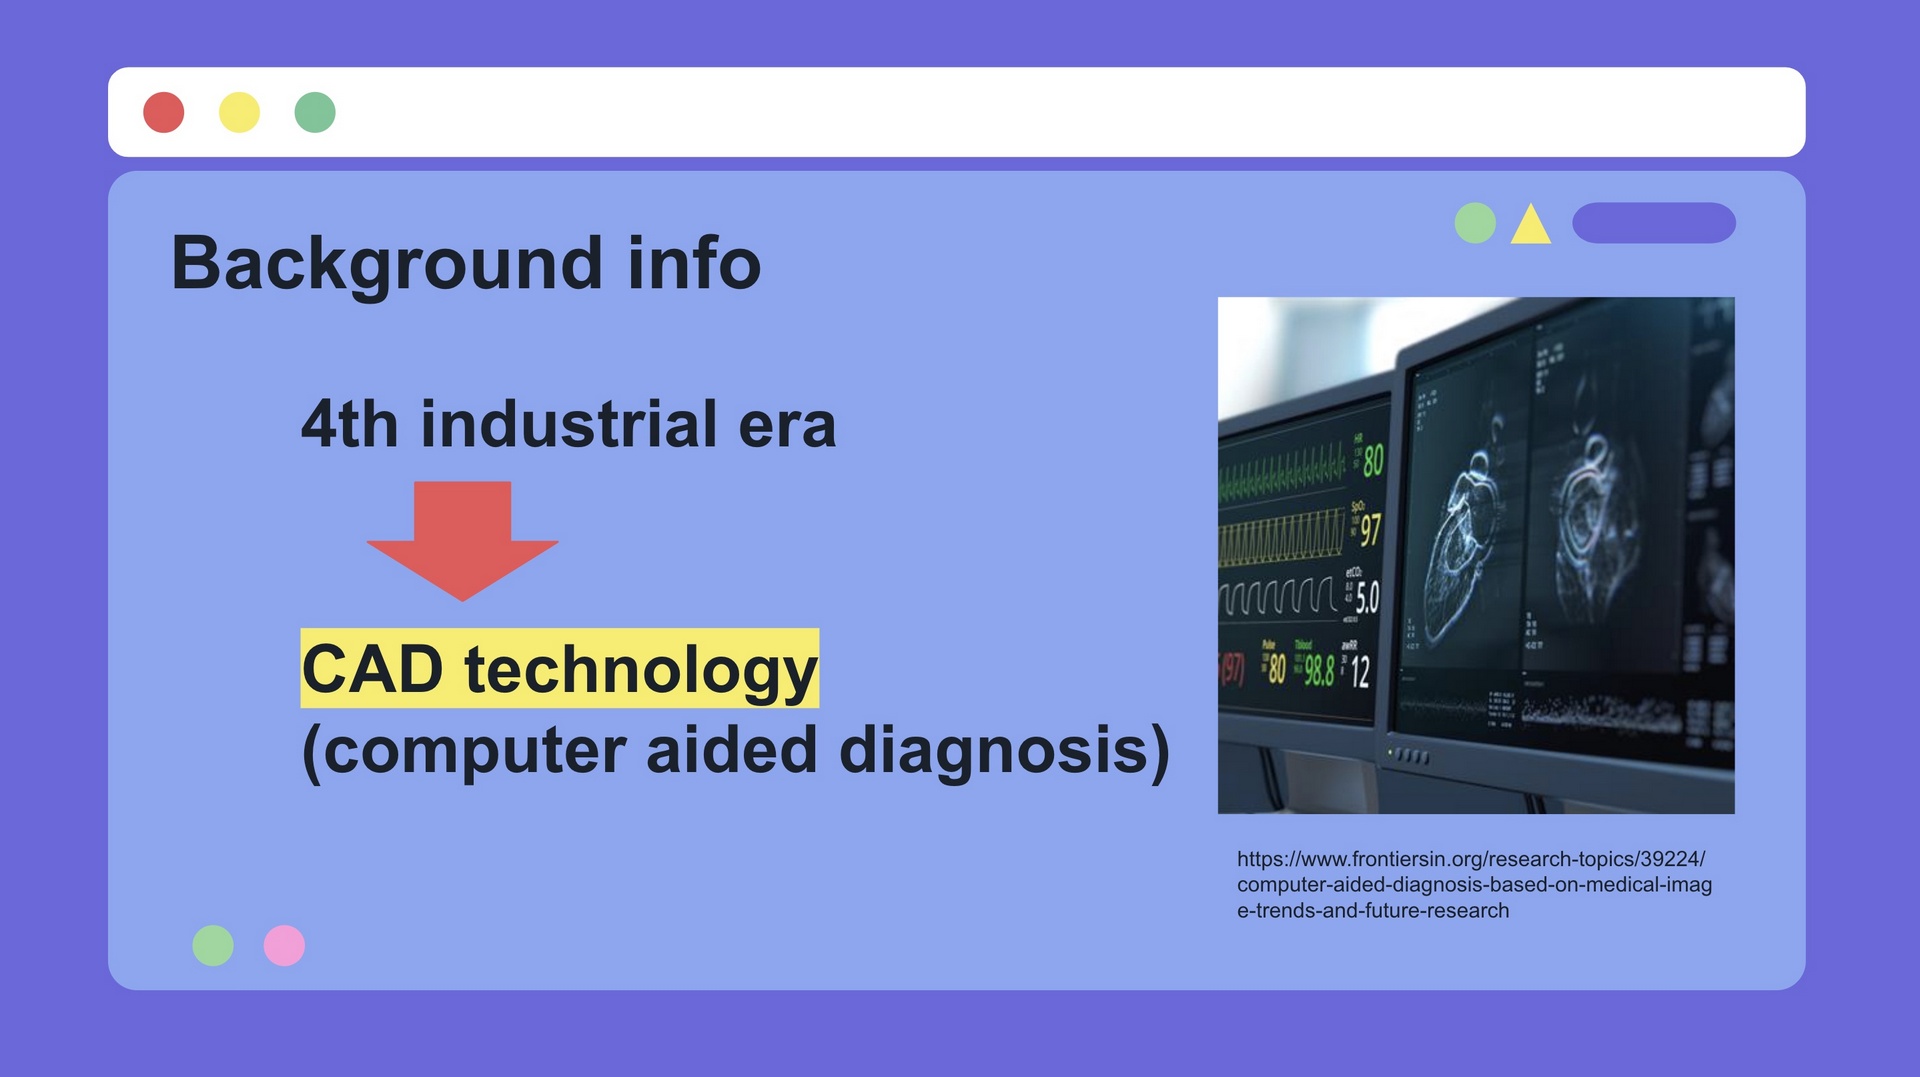 Background info
4th industrial era
CAD technology
(computer aided diagnosis)
HR
80
SpO₂
97
etCO₂
5.0
Pulse
Tblood
awRR
(97)
80
98.8
12
https://www.frontiersin.org/research-topics/39224/
computer-aided-diagnosis-based-on-medical-imag
e-trends-and-future-research